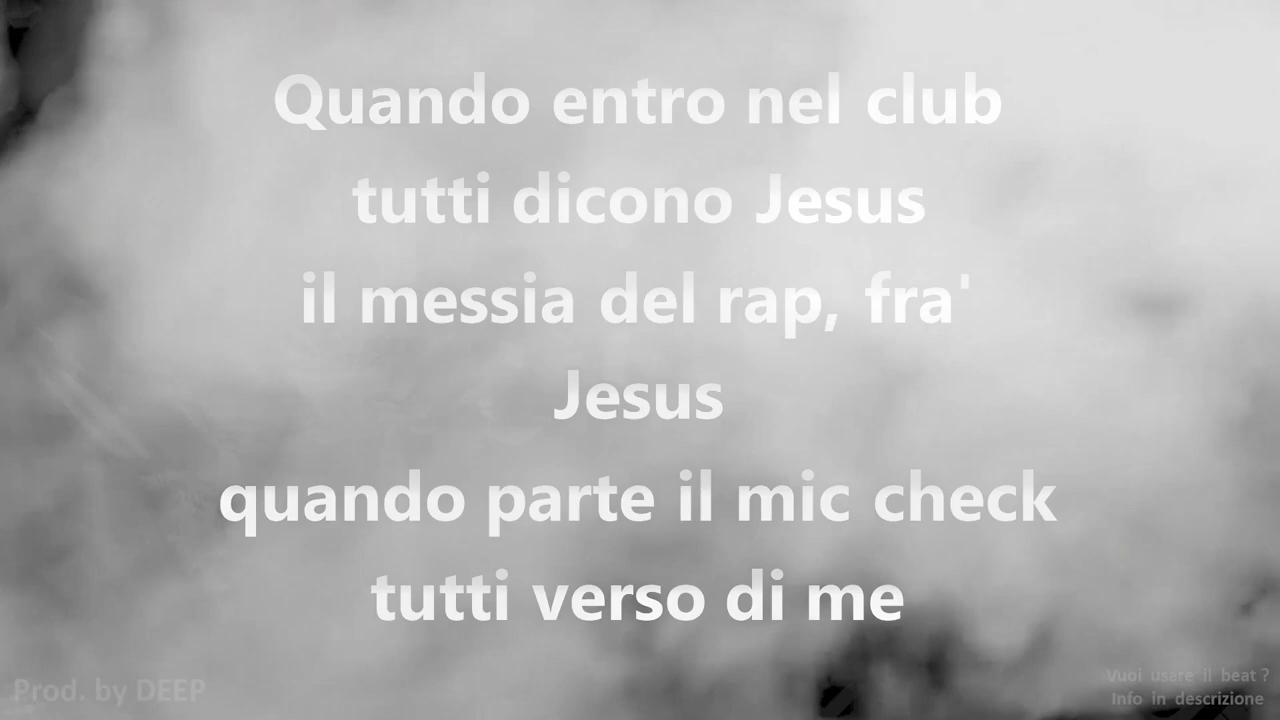 Quando entro nel club
tutti dicono Jesus
il messia del rap, fra'
Jesus
quando parte il mic check
tutti verso di me
Prod. by DEEP
Vuoi usare il beat ?
Info in descrizione